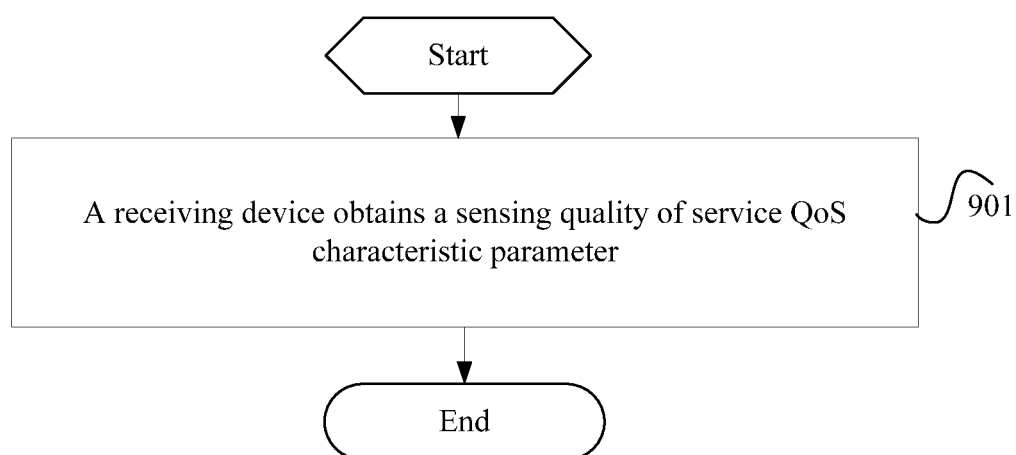 Start
A receiving device obtains a sensing quality of service QoS
characteristic parameter
901
End